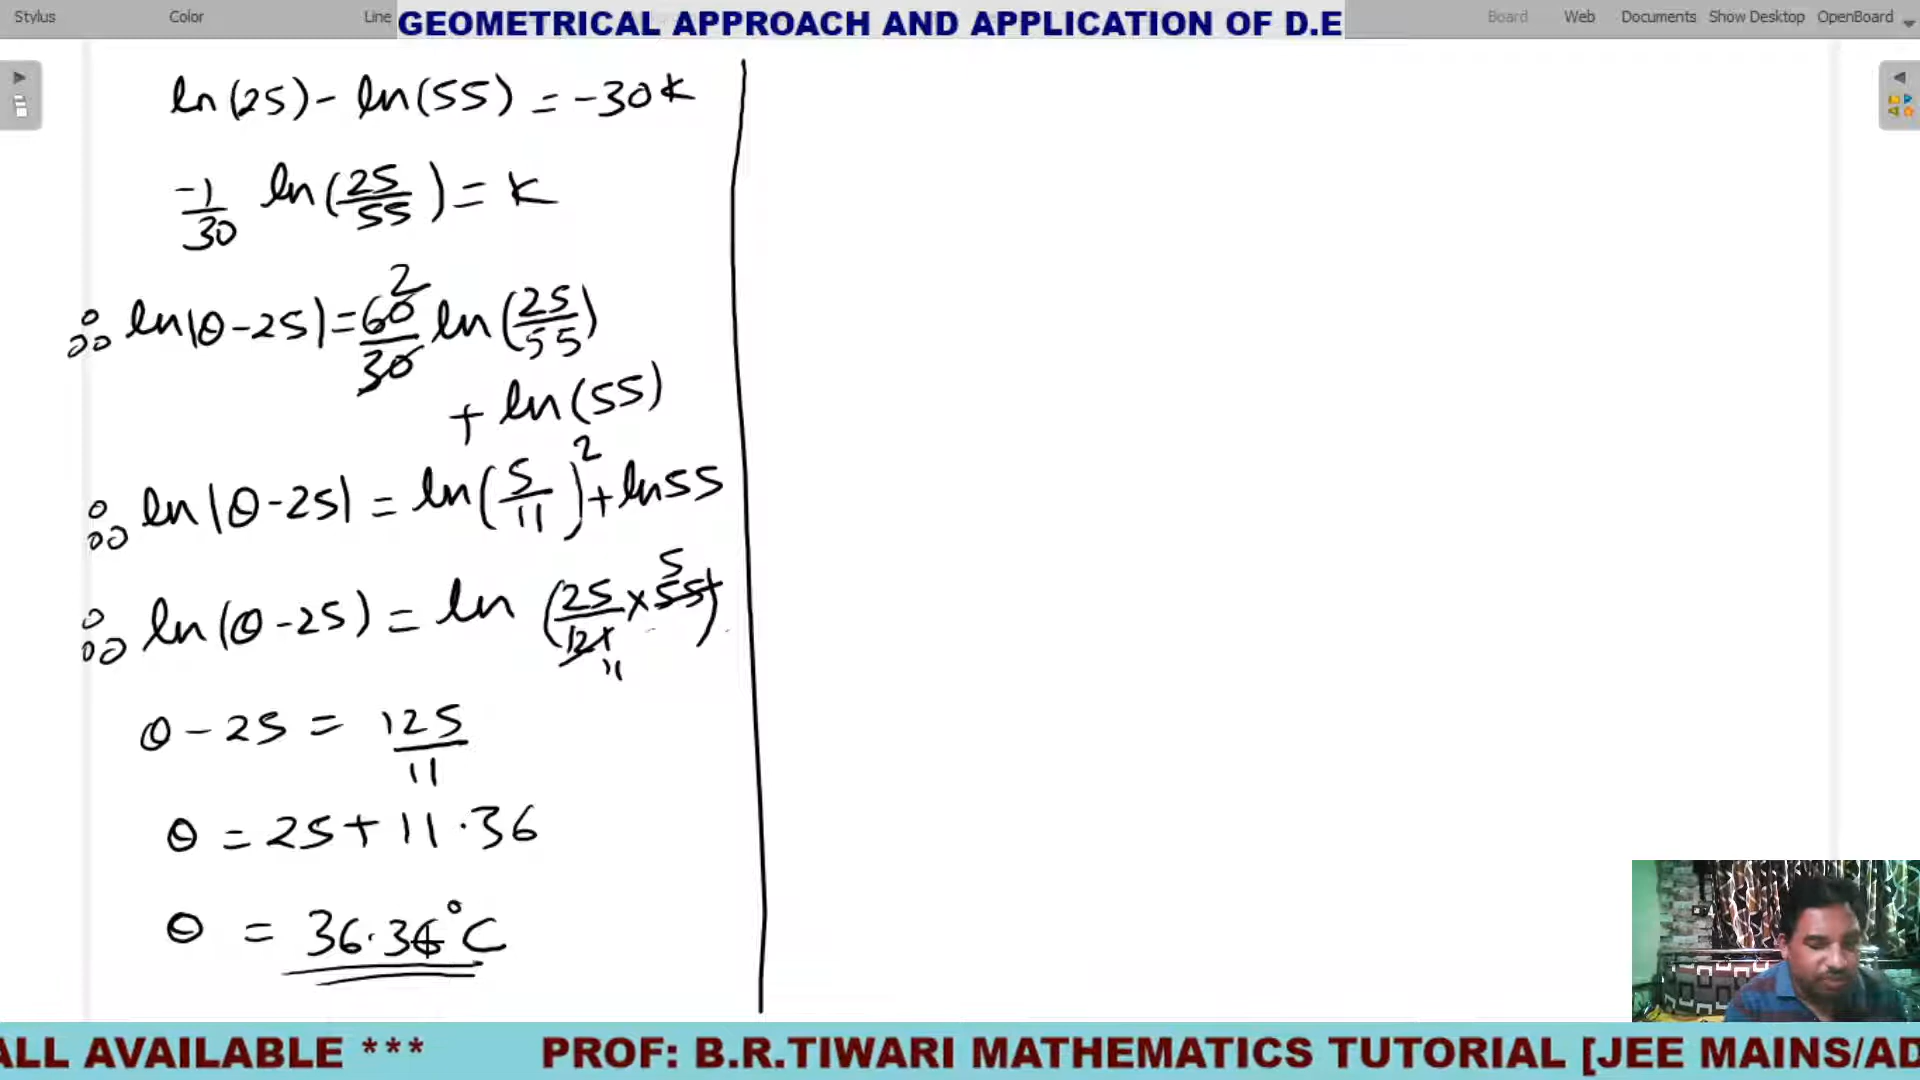 Stylus Color Line GEOMETRICAL APPROACH AND APPLICATION OF D.E Board Web Documents Show Desktop OpenBoard
ln(25) - ln(55) = -30k
-1/30 ln(25/55) = k
∴ ln|θ-25| = 60/30 2 ln(25/55)
+ ln(55)
∴ ln|θ-25| = ln(5/11)² + ln55
∴ ln(θ-25) = ln (25/121 × 55) 5 11
θ - 25 = 125/11
θ = 25 + 11.36
θ = 36.36°C
ALL AVAILABLE *** PROF: B.R.TIWARI MATHEMATICS TUTORIAL [JEE MAINS/AD